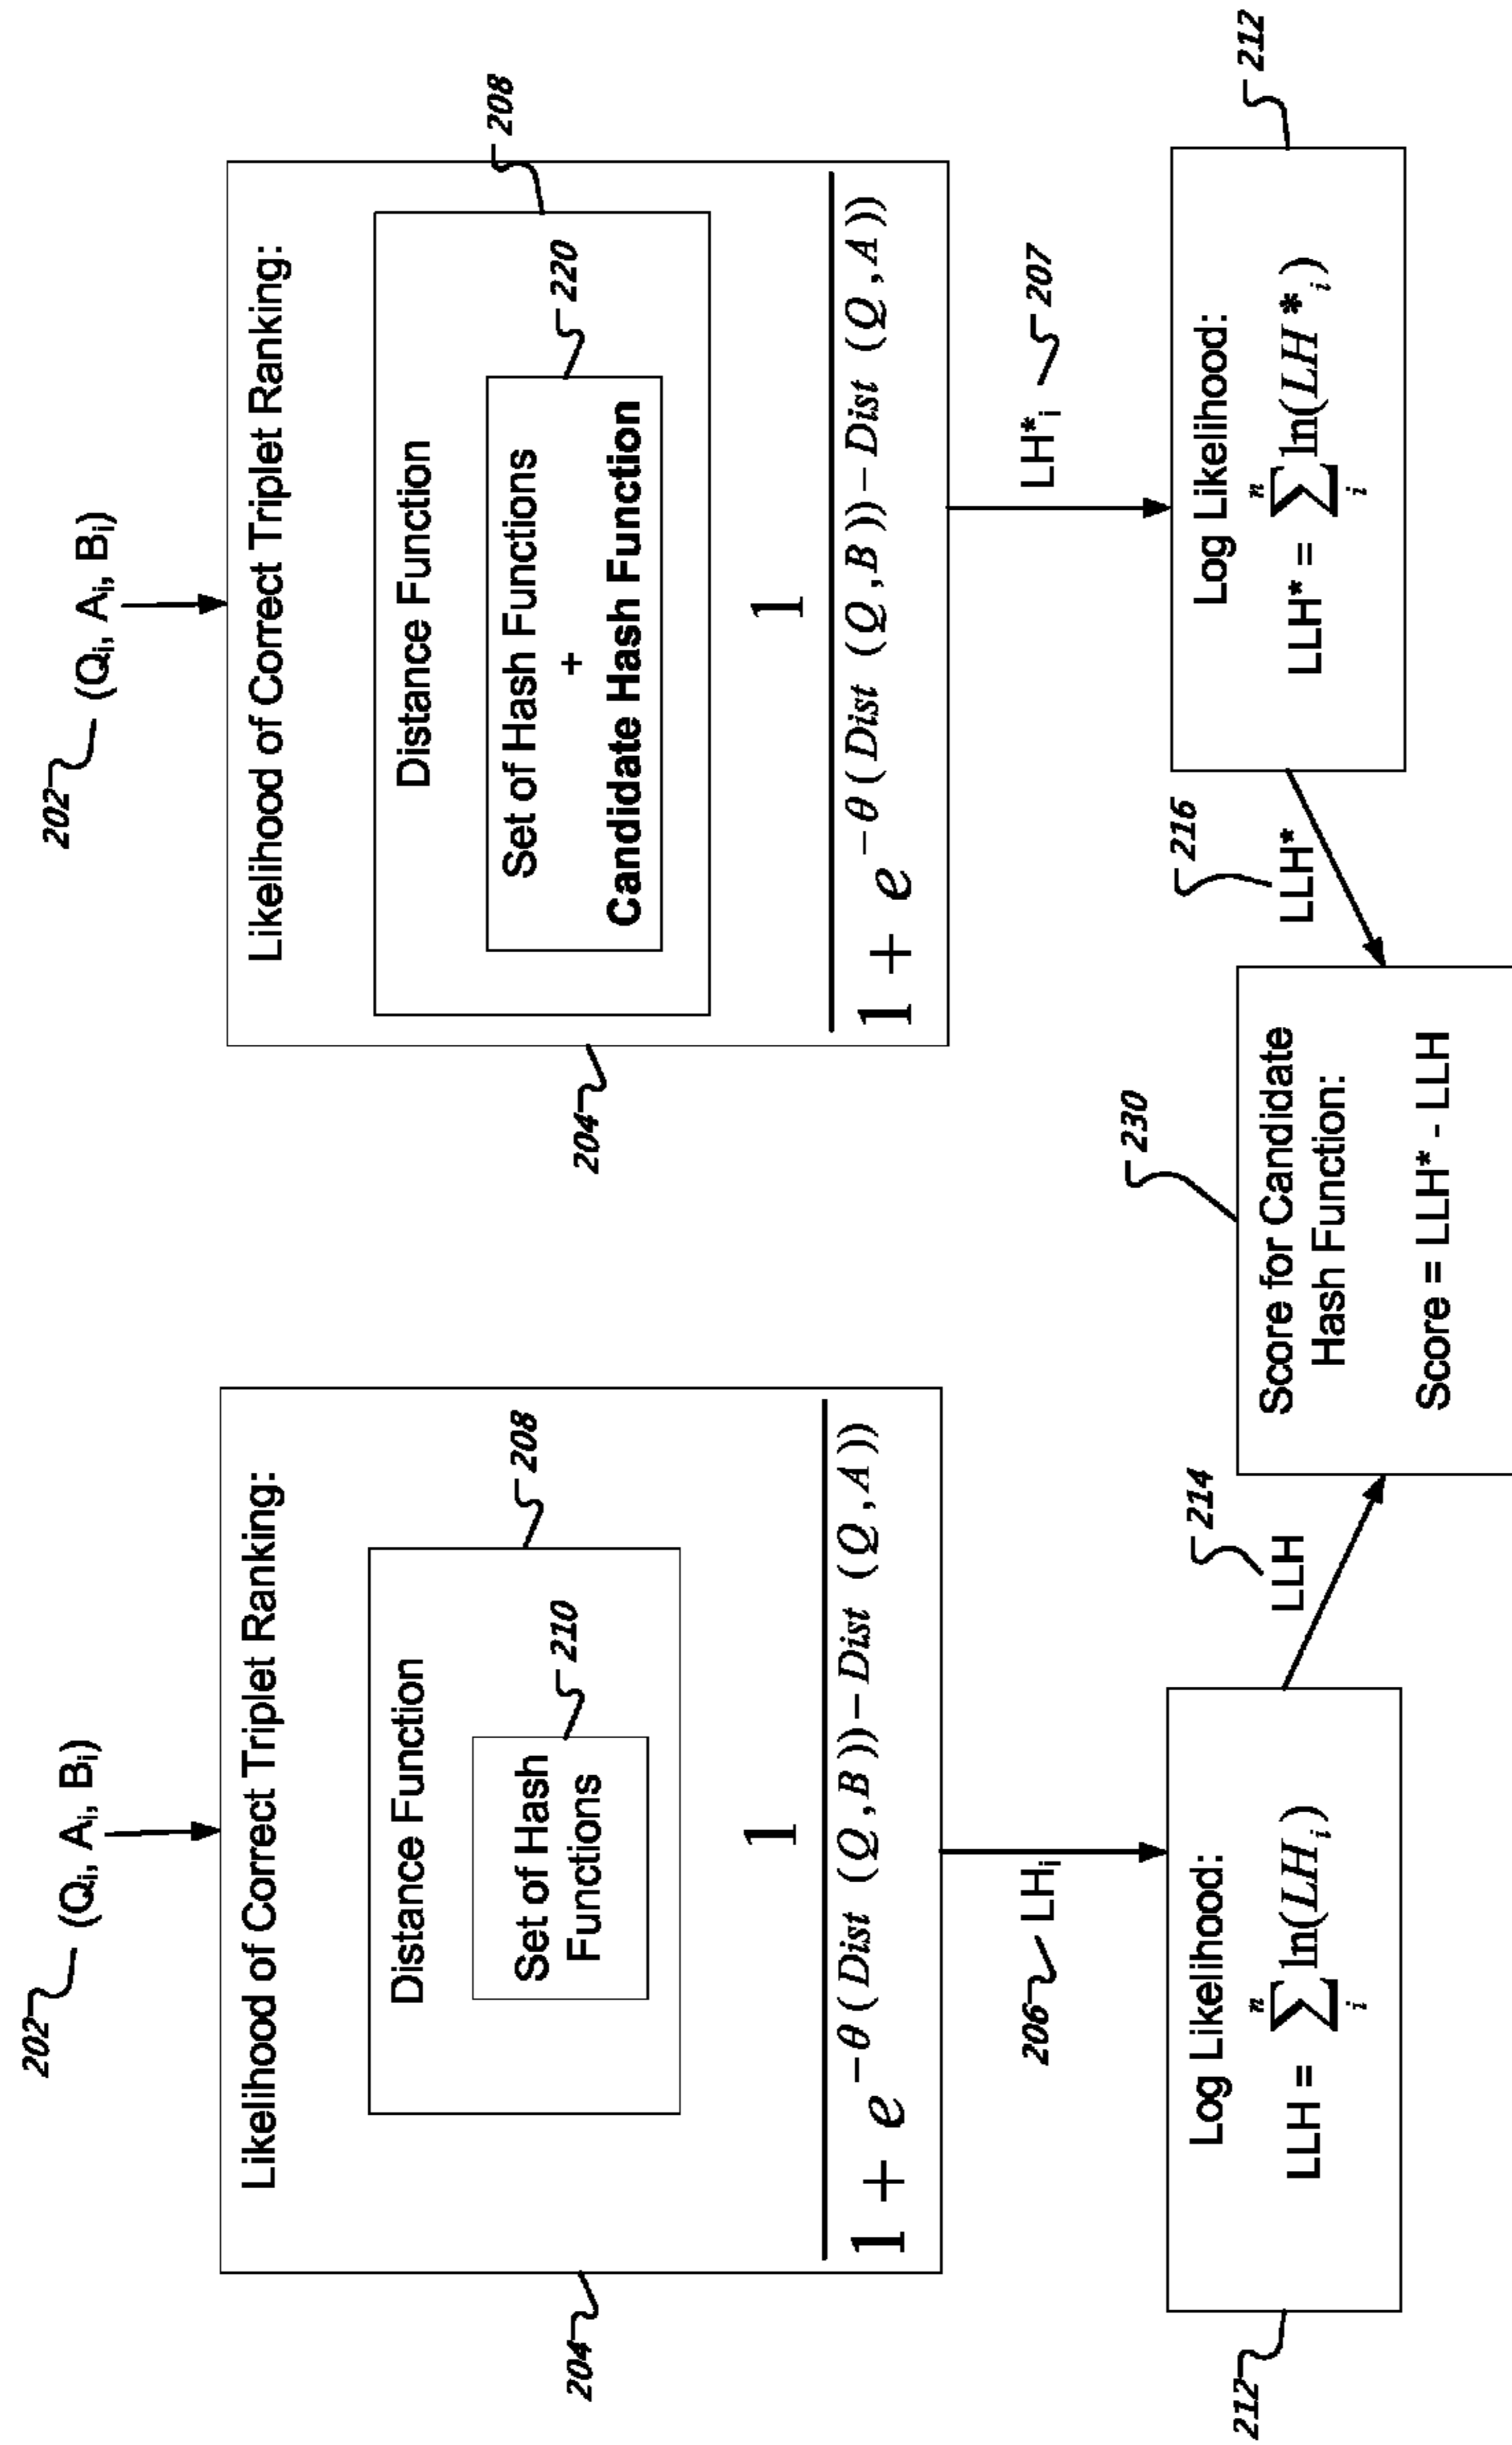 202 (Qi, Ai, Bi)
Likelihood of Correct Triplet Ranking:
204
Distance Function
208
Set of Hash
Functions
210
1
1 + e^−θ(Dist (Q,B))−Dist (Q,A))
206 LHi
Log Likelihood:
LLH = n∑i ln(LHi)
212
LLH
214
202 (Qi, Ai, Bi)
Likelihood of Correct Triplet Ranking:
204
Distance Function
208
Set of Hash Functions
+
Candidate Hash Function
220
1
1 + e^−θ(Dist (Q,B))−Dist (Q,A))
LH*i 207
Log Likelihood:
LLH* = n∑i ln(LH*i)
212
LLH*
216
230
Score for Candidate
Hash Function:
Score = LLH* - LLH